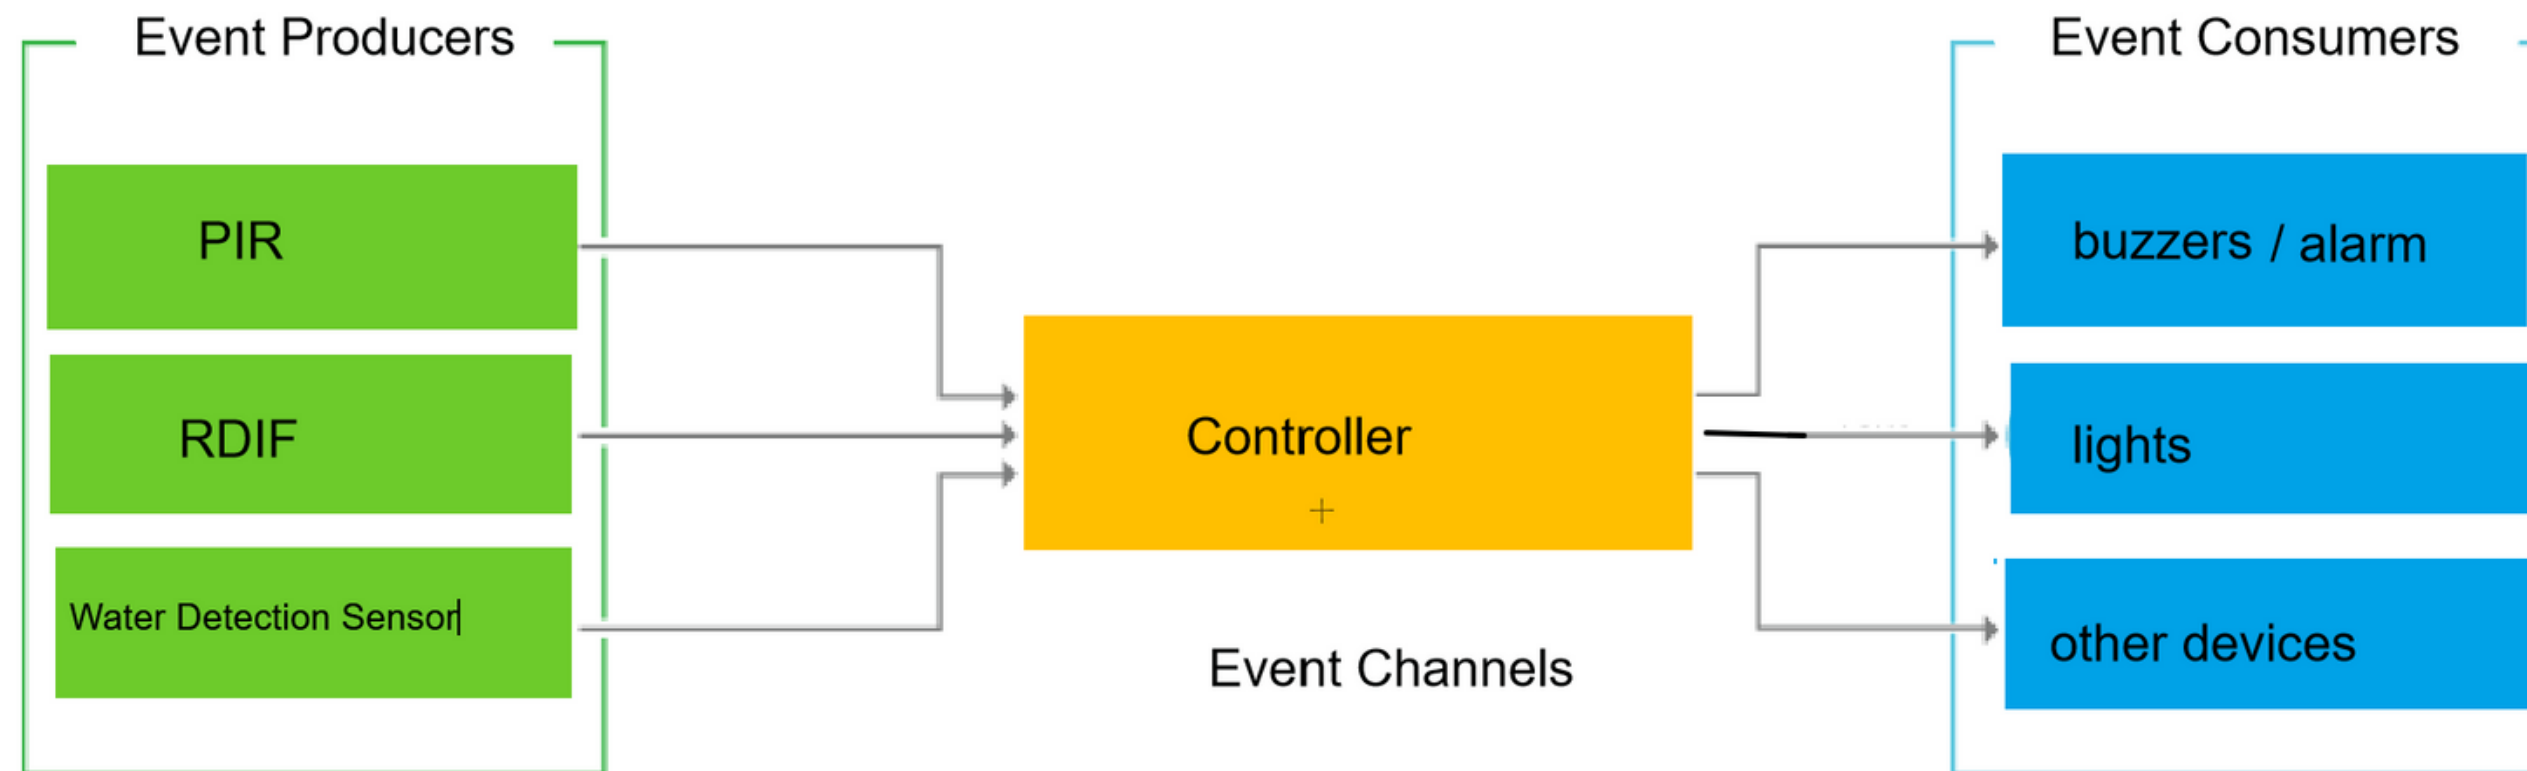 Event Producers
PIR
RDIF
Water Detection Sensor
Controller
Event Channels
Event Consumers
buzzers / alarm
lights
other devices